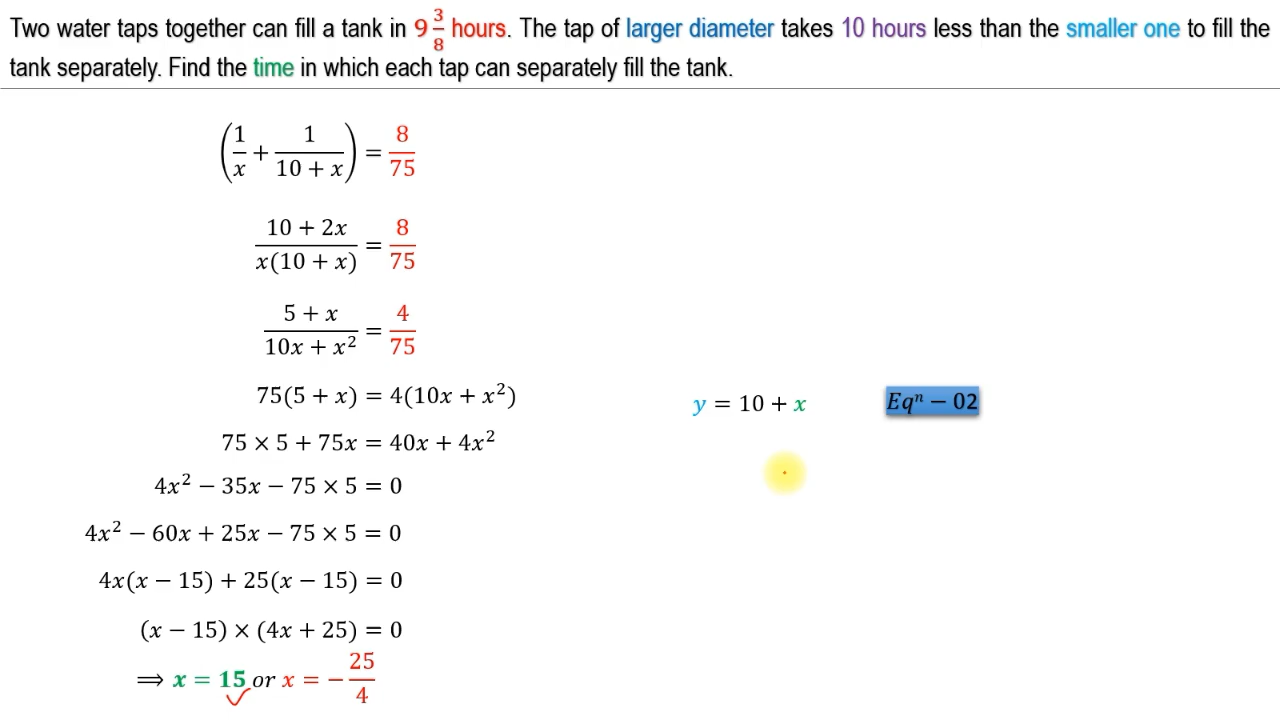 Two water taps together can fill a tank in 9 3/8 hours. The tap of larger diameter takes 10 hours less than the smaller one to fill the
tank separately. Find the time in which each tap can separately fill the tank.
(1/x + 1/(10 + x)) = 8/75
(10 + 2x)/(x(10 + x)) = 8/75
(5 + x)/(10x + x²) = 4/75
75(5 + x) = 4(10x + x²)
y = 10 + x Eqⁿ − 02
75 × 5 + 75x = 40x + 4x²
4x² − 35x − 75 × 5 = 0
4x² − 60x + 25x − 75 × 5 = 0
4x(x − 15) + 25(x − 15) = 0
(x − 15) × (4x + 25) = 0
⟹ x = 15 or x = − 25/4